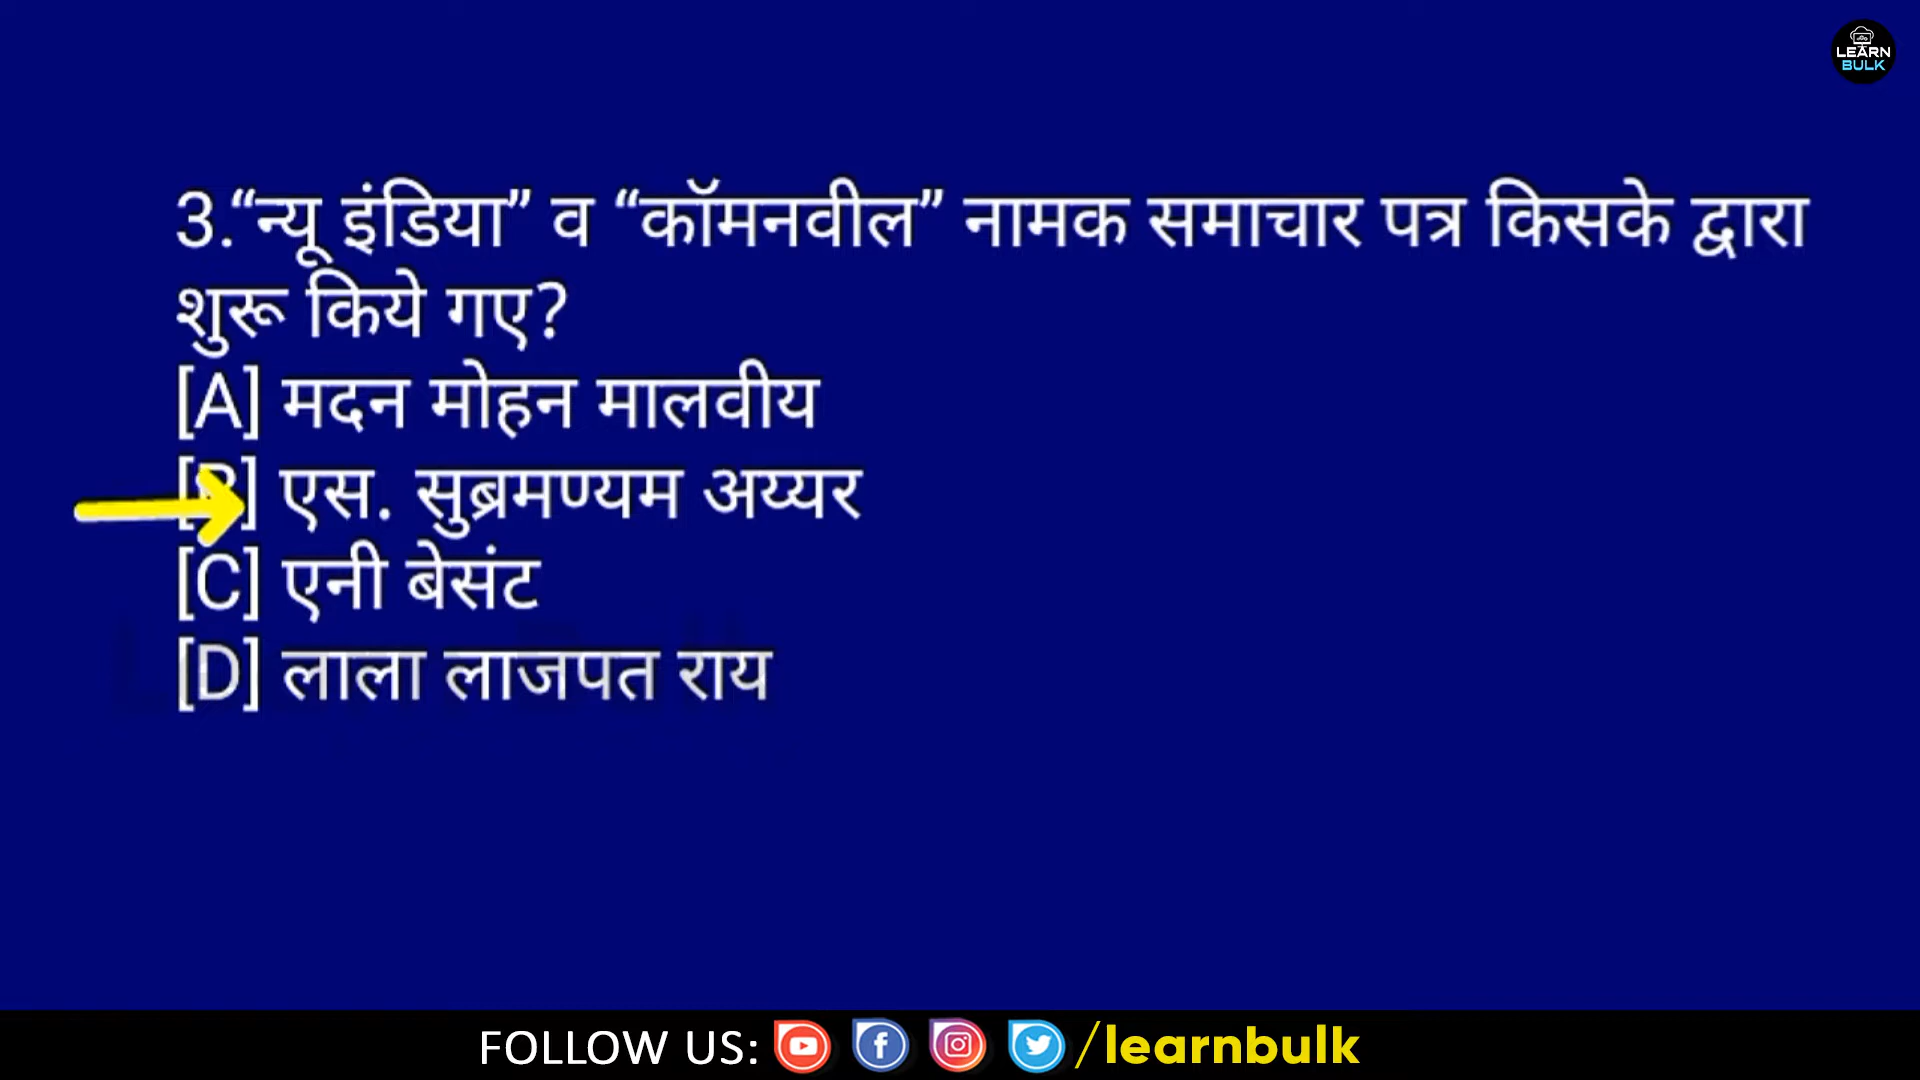 LEARN
BULK
3.“न्यू इंडिया” व “कॉमनवील” नामक समाचार पत्र किसके द्वारा
शुरू किये गए?
[A] मदन मोहन मालवीय
[B] एस. सुब्रमण्यम अय्यर
[C] एनी बेसंट
[D] लाला लाजपत राय
FOLLOW US: /learnbulk